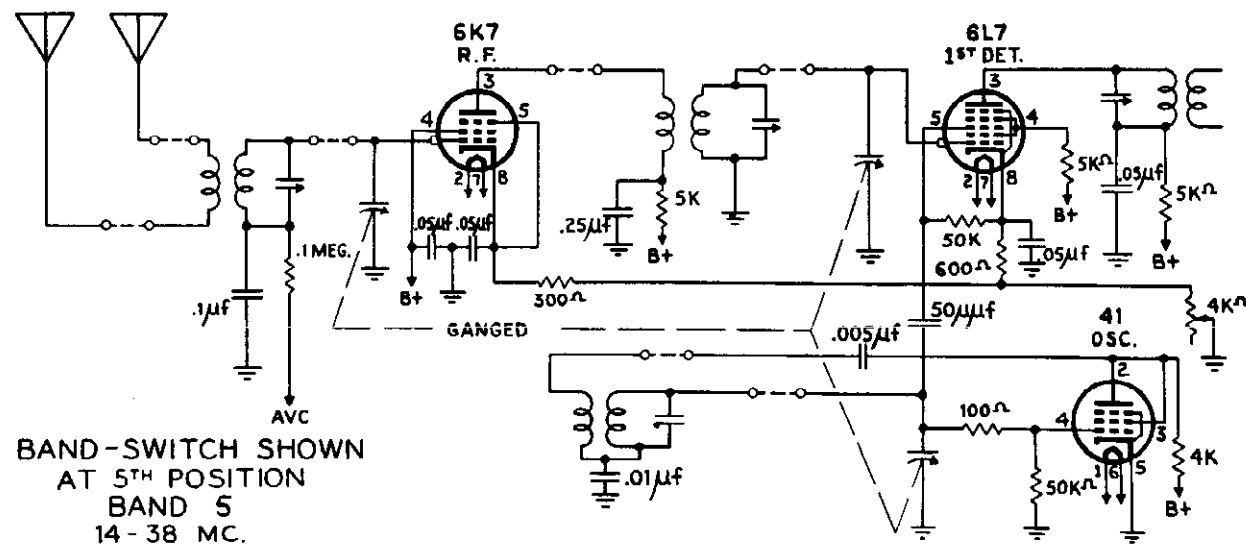 6K7
R.F.
3
4
5
2
7
8
6L7
1ST DET.
3
5
4
2
7
8
5KΩ
B+
.05µf
5KΩ
B+
.1 MEG.
.05µf
.05µf
B+
.25µf
5K
B+
50K
600Ω
.05µf
.1µf
300Ω
4KΩ
GANGED
50µµf
.005µf
41
OSC.
2
AVC
100Ω
4
3
1
6
5
4K
B+
50KΩ
.01µf
BAND-SWITCH SHOWN
AT 5TH POSITION
BAND 5
14-38 MC.